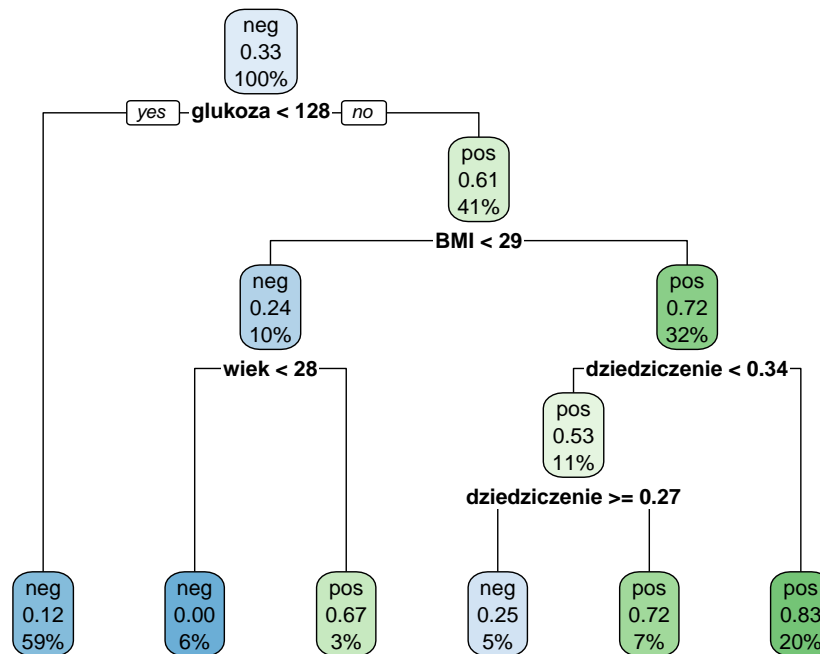 neg
0.33
100%
yes glukoza < 128 no
pos
0.61
41%
BMI < 29
neg
0.24
10%
pos
0.72
32%
wiek < 28
dziedziczenie < 0.34
pos
0.53
11%
dziedziczenie >= 0.27
neg
0.12
59%
neg
0.00
6%
pos
0.67
3%
neg
0.25
5%
pos
0.72
7%
pos
0.83
20%